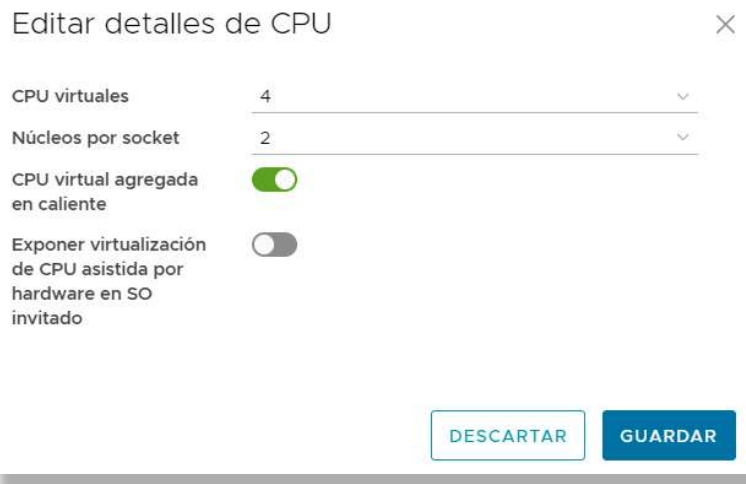 Editar detalles de CPU
CPU virtuales 4
Núcleos por socket 2
CPU virtual agregada
en caliente
Exponer virtualización
de CPU asistida por
hardware en SO
invitado
DESCARTAR GUARDAR